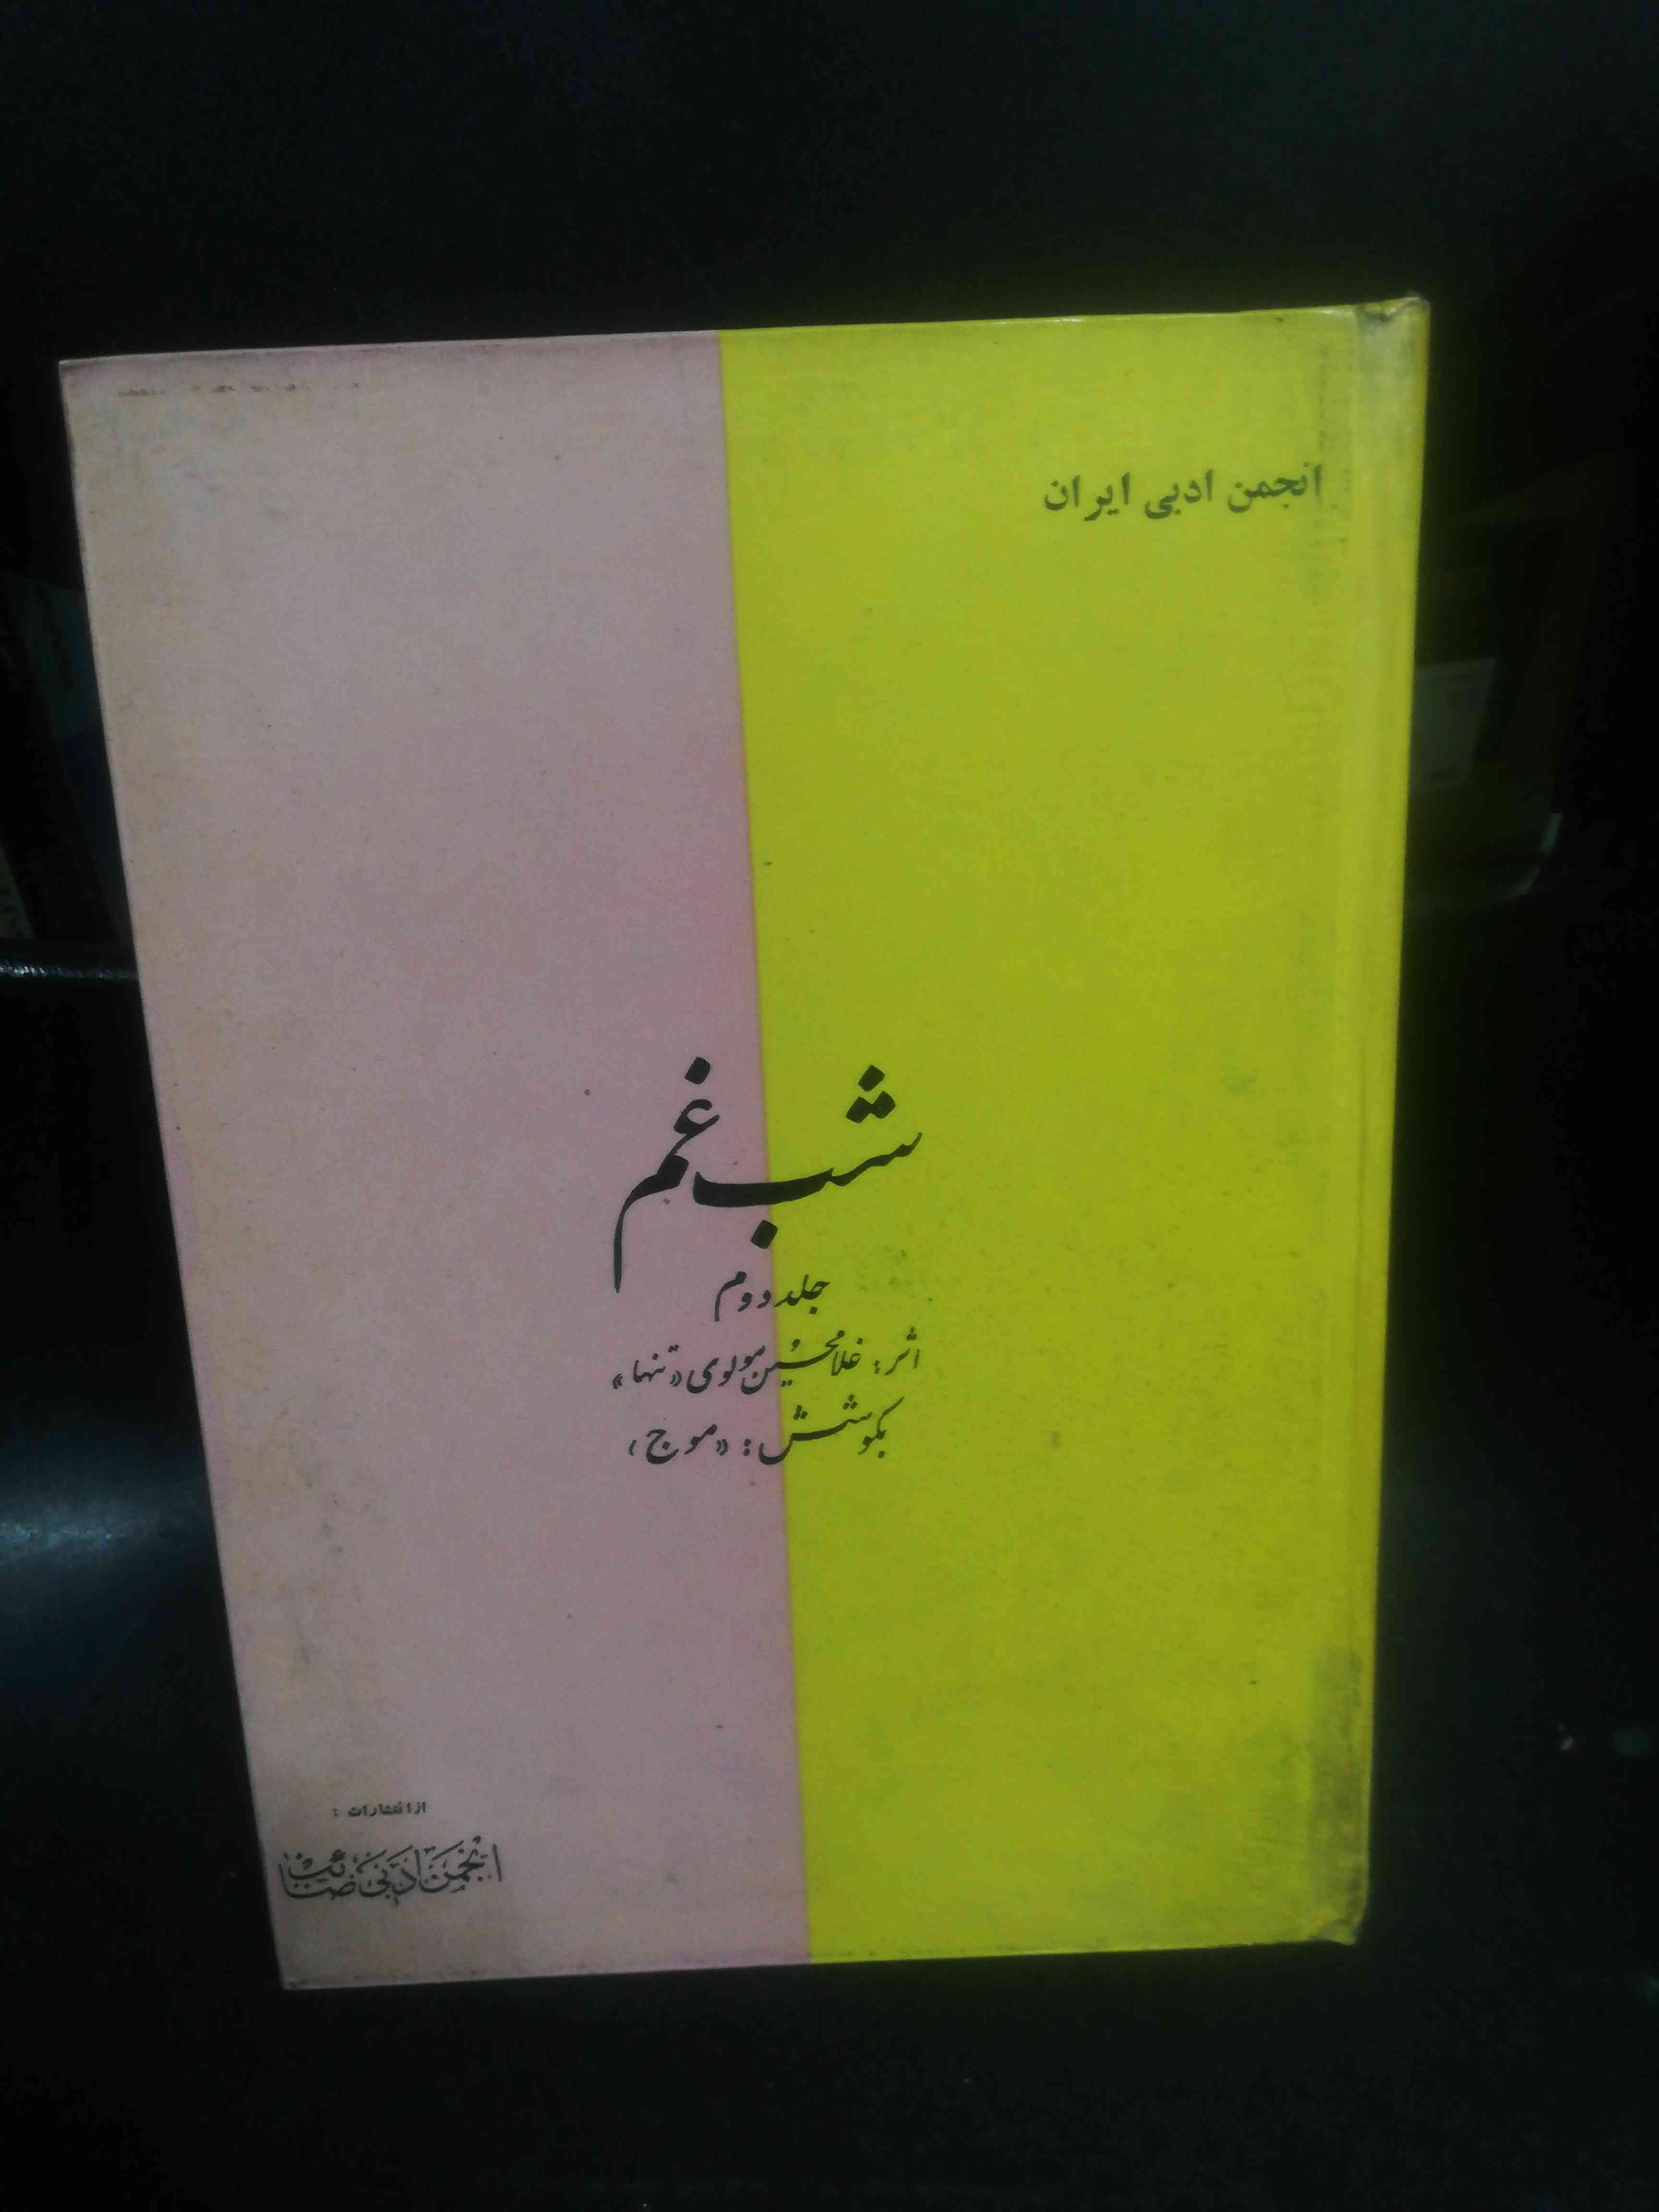 انجمن ادبی ایران
شب غم
جلد دوم
اثر: غلامحسین مولوی «تنها»
بکوشش: «موج»
از انتشارات :
انجمن ادبی صائب